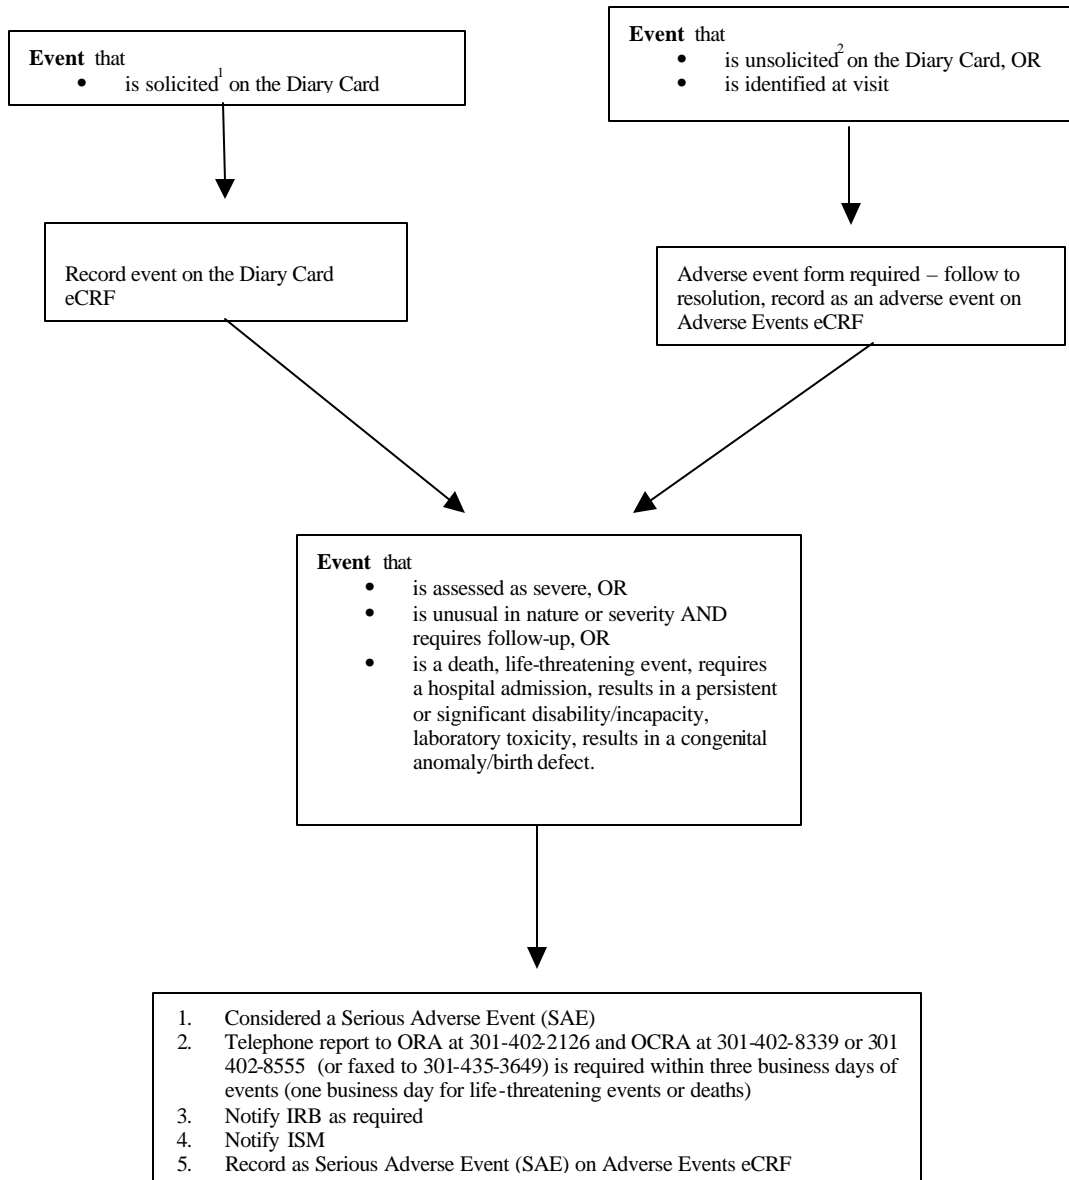 Event that
• is solicited1 on the Diary Card
Event that
• is unsolicited2 on the Diary Card, OR
• is identified at visit
Record event on the Diary Card
eCRF
Adverse event form required – follow to
resolution, record as an adverse event on
Adverse Events eCRF
Event that
• is assessed as severe, OR
• is unusual in nature or severity AND
requires follow-up, OR
• is a death, life-threatening event, requires
a hospital admission, results in a persistent
or significant disability/incapacity,
laboratory toxicity, results in a congenital
anomaly/birth defect.
1. Considered a Serious Adverse Event (SAE)
2. Telephone report to ORA at 301-402-2126 and OCRA at 301-402-8339 or 301
402-8555 (or faxed to 301-435-3649) is required within three business days of
events (one business day for life-threatening events or deaths)
3. Notify IRB as required
4. Notify ISM
5. Record as Serious Adverse Event (SAE) on Adverse Events eCRF